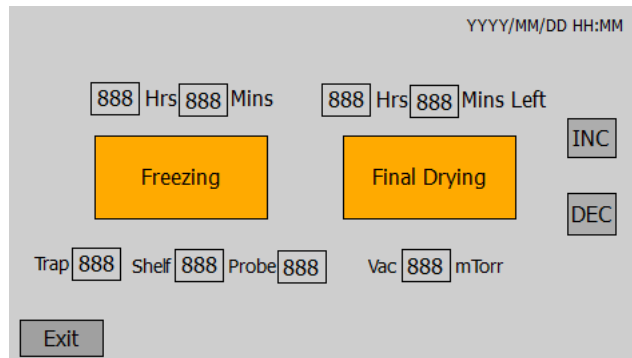 YYYY/MM/DD HH:MM
888 Hrs 888 Mins 888 Hrs 888 Mins Left
INC
Freezing Final Drying
DEC
Trap 888 Shelf 888 Probe 888 Vac 888 mTorr
Exit